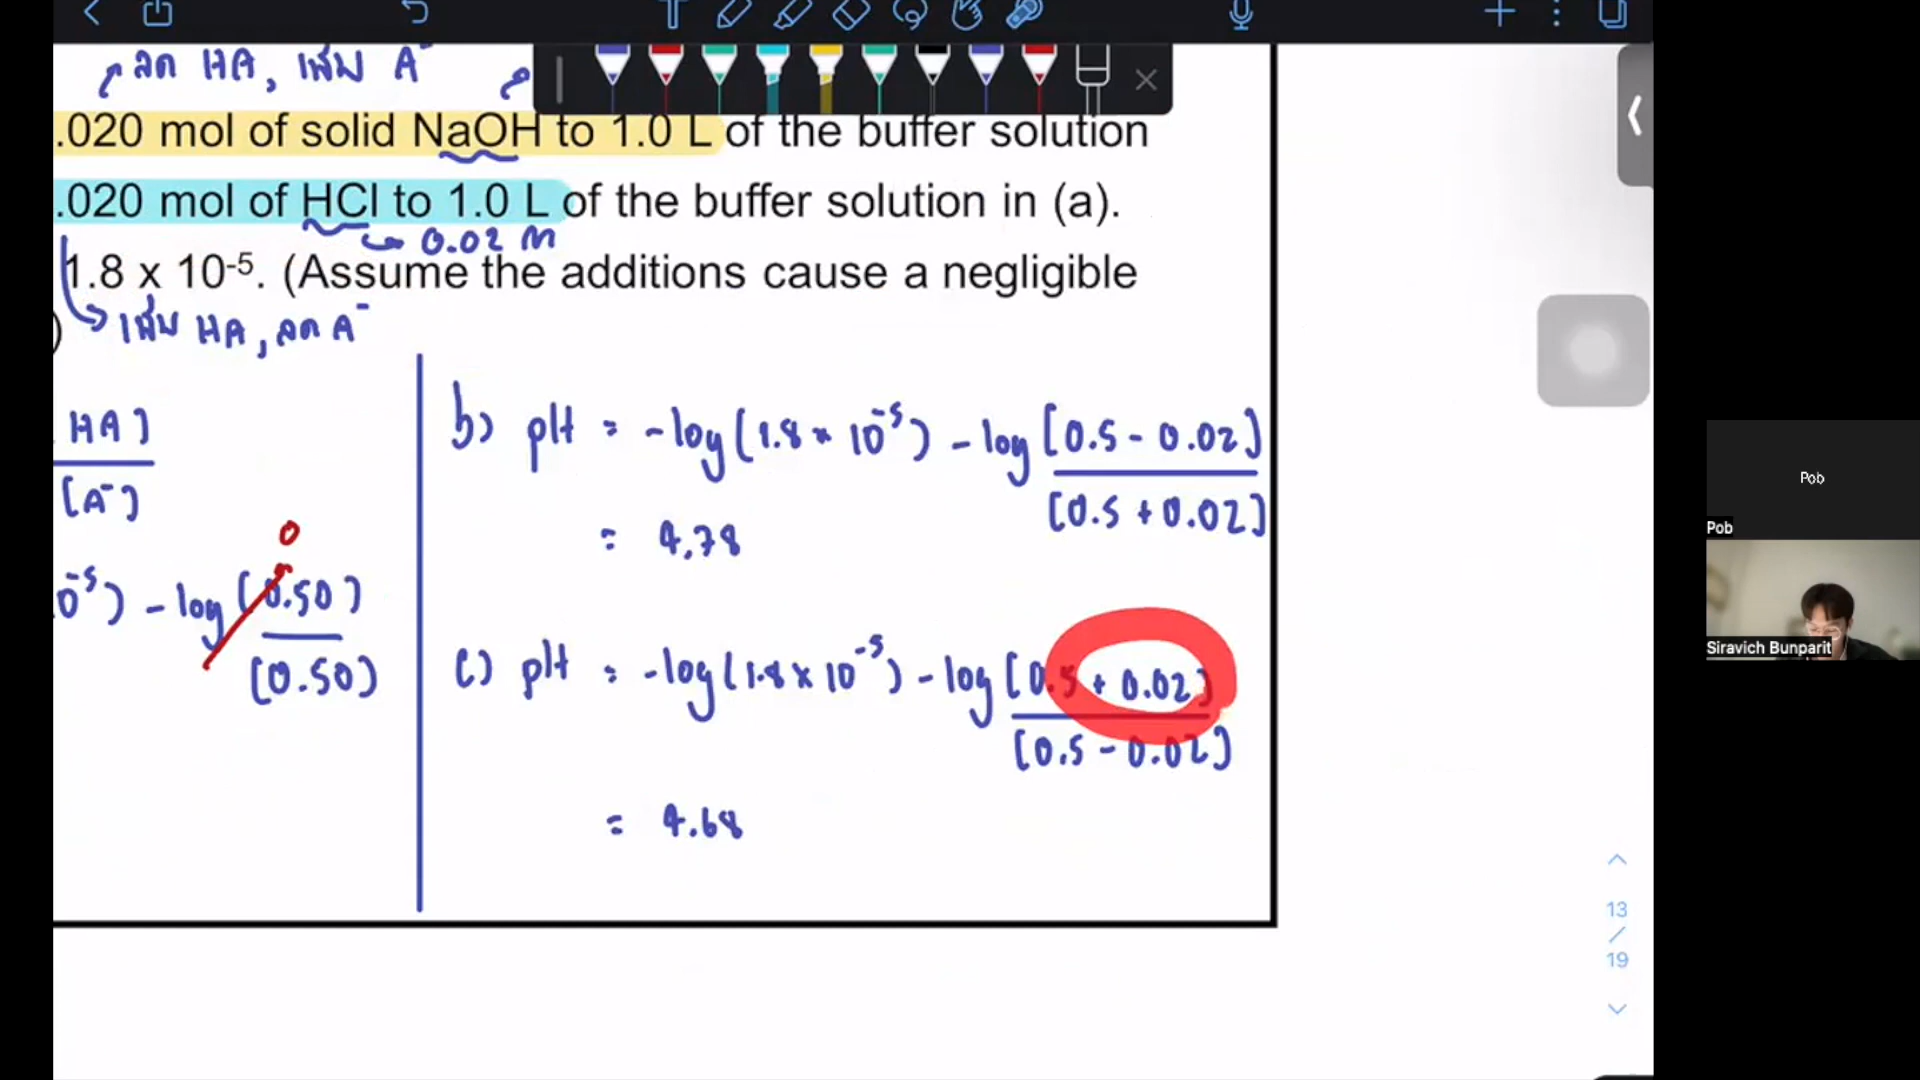 ลด HA, เพิ่ม A⁻
.020 mol of solid NaOH to 1.0 L of the buffer solution
.020 mol of HCl to 1.0 L of the buffer solution in (a).
0.02 M
1.8 x 10-5. (Assume the additions cause a negligible
)
เพิ่ม HA, ลด A⁻
HA]
[A⁻]
0
0⁻⁵) - log [0.50]
[0.50]
b) pH = -log(1.8 × 10⁻⁵) - log [0.5 - 0.02]
[0.5 + 0.02]
= 4.78
c) pH = -log(1.8 × 10⁻⁵) - log [0.5 + 0.02]
[0.5 - 0.02]
= 4.68
13
/
19
Pob
Pob
Siravich Bunparit